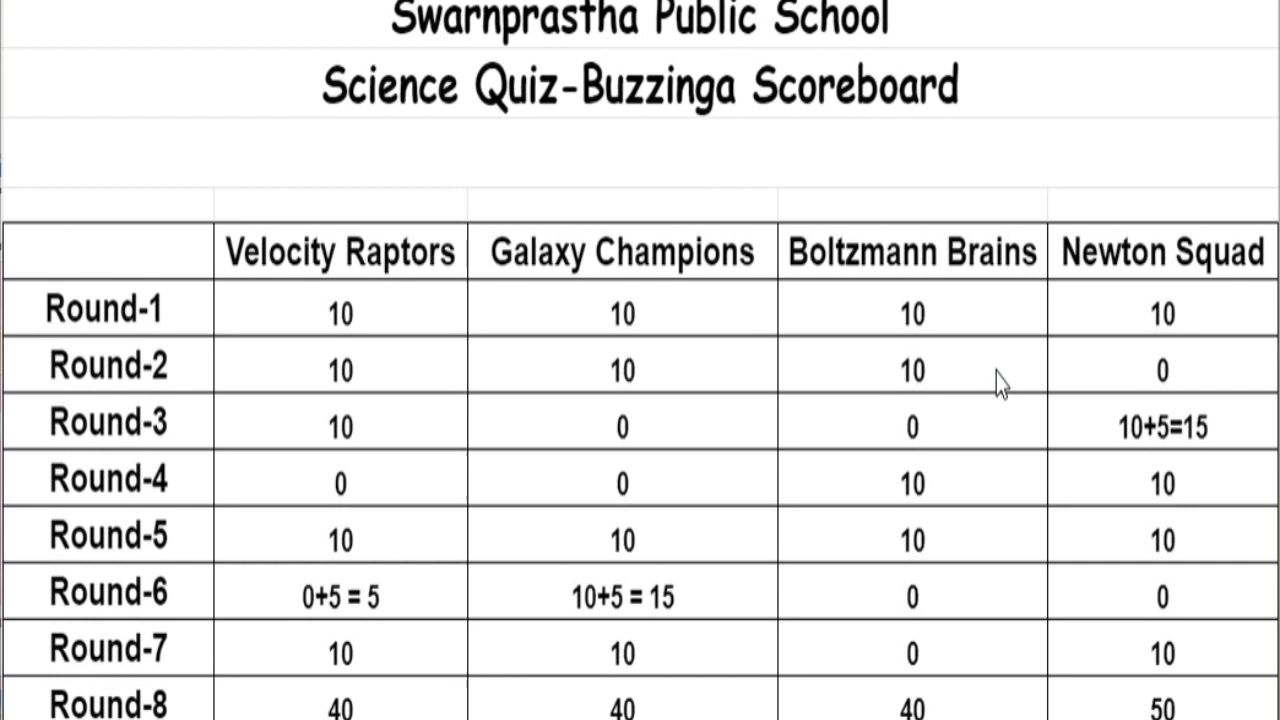 Swarnprastha Public School
Science Quiz-Buzzinga Scoreboard
Velocity Raptors Galaxy Champions Boltzmann Brains Newton Squad
Round-1 10 10 10 10
Round-2 10 10 10 0
Round-3 10 0 0 10+5=15
Round-4 0 0 10 10
Round-5 10 10 10 10
Round-6 0+5 = 5 10+5 = 15 0 0
Round-7 10 10 0 10
Round-8 40 40 40 50